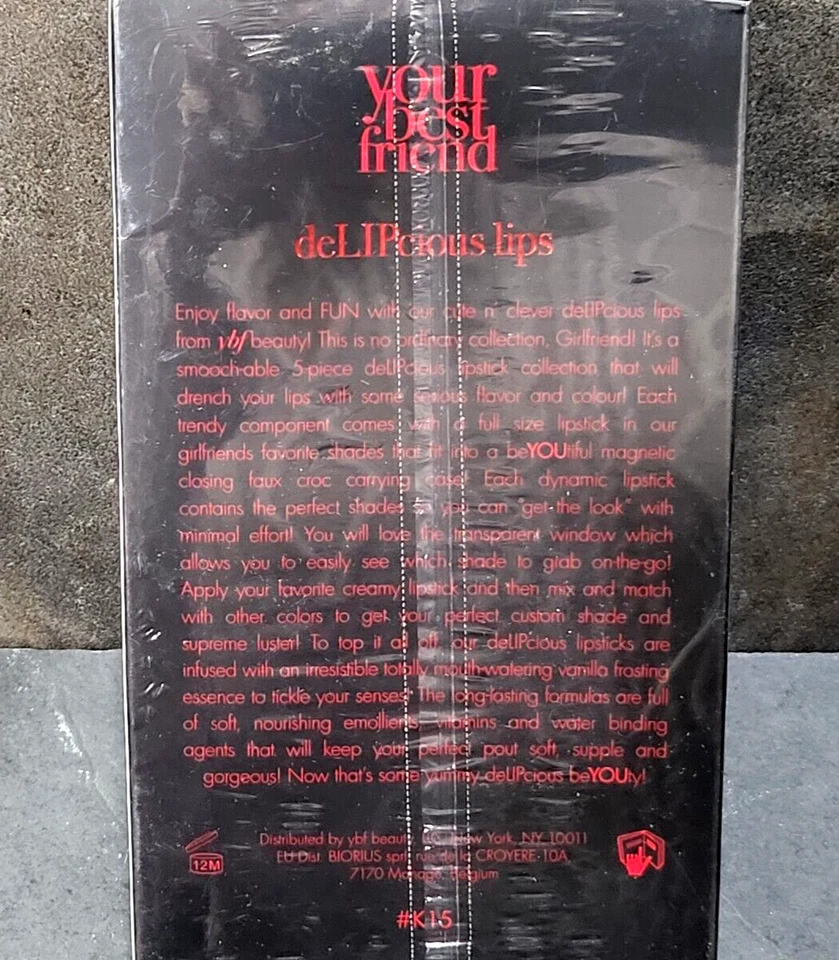 your
best
friend
deLIPcious lips
Enjoy flavor and FUN with our cute n' clever deLIPcious lips
from ybf beauty! This is no ordinary collection, Girlfriend! It's a
smooch-able 5-piece deLIPcious lipstick collection that will
drench your lips with some serious flavor and colour! Each
trendy component comes with a full size lipstick in our
girlfriends favorite shades that fit into a beYOUtiful magnetic
closing faux croc carrying case! Each dynamic lipstick
contains the perfect shades so you can "get the look" with
minimal effort! You will love the transparent window which
allows you to easily see which shade to grab on-the-go!
Apply your favorite creamy lipstick and then mix and match
with other colors to get your perfect custom shade and
supreme luster! To top it all off, our deLIPcious lipsticks are
infused with an irresistible totally mouth-watering vanilla frosting
essence to tickle your senses! The long-lasting formulas are full
of soft, nourishing emollients, vitamins and water binding
agents that will keep your perfect pout soft, supple and
gorgeous! Now that's some yummy deLIPcious beYOUty!
12M
Distributed by ybf beauty, New York, NY 10011
EU Dist. BIORIUS sprl, rue de la CROYERE 10A,
7170 Manage, Belgium
#K15